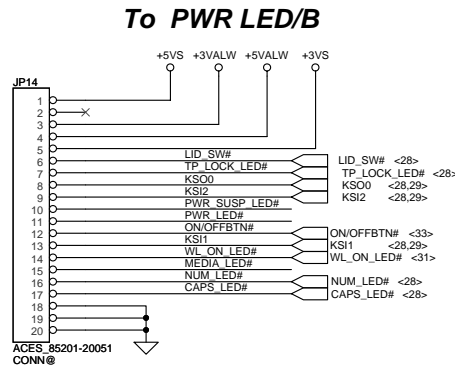 To PWR LED/B
+5VS +3VALW +5VALW +3VS
JP14
1
2
3
4
5
6 LID_SW# LID_SW# <28>
7 TP_LOCK_LED# TP_LOCK_LED# <28>
8 KSO0 KSO0 <28,29>
9 KSI2 KSI2 <28,29>
10 PWR_SUSP_LED#
11 PWR_LED#
12 ON/OFFBTN# ON/OFFBTN# <33>
13 KSI1 KSI1 <28,29>
14 WL_ON_LED# WL_ON_LED# <31>
15 MEDIA_LED#
16 NUM_LED# NUM_LED# <28>
17 CAPS_LED# CAPS_LED# <28>
18
19
20
ACES_85201-20051
CONN@